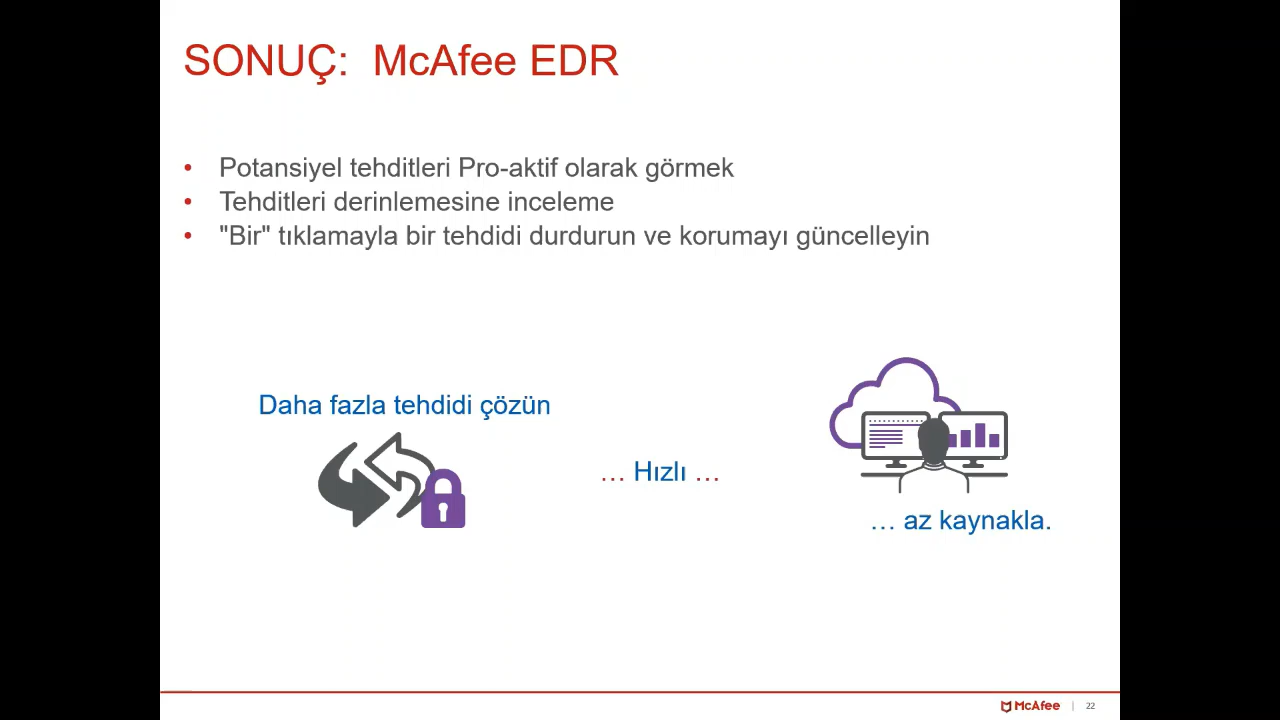 SONUÇ:  McAfee EDR
• Potansiyel tehditleri Pro-aktif olarak görmek
• Tehditleri derinlemesine inceleme
• "Bir" tıklamayla bir tehdidi durdurun ve korumayı güncelleyin
Daha fazla tehdidi çözün
… Hızlı …
… az kaynakla.
McAfee | 22